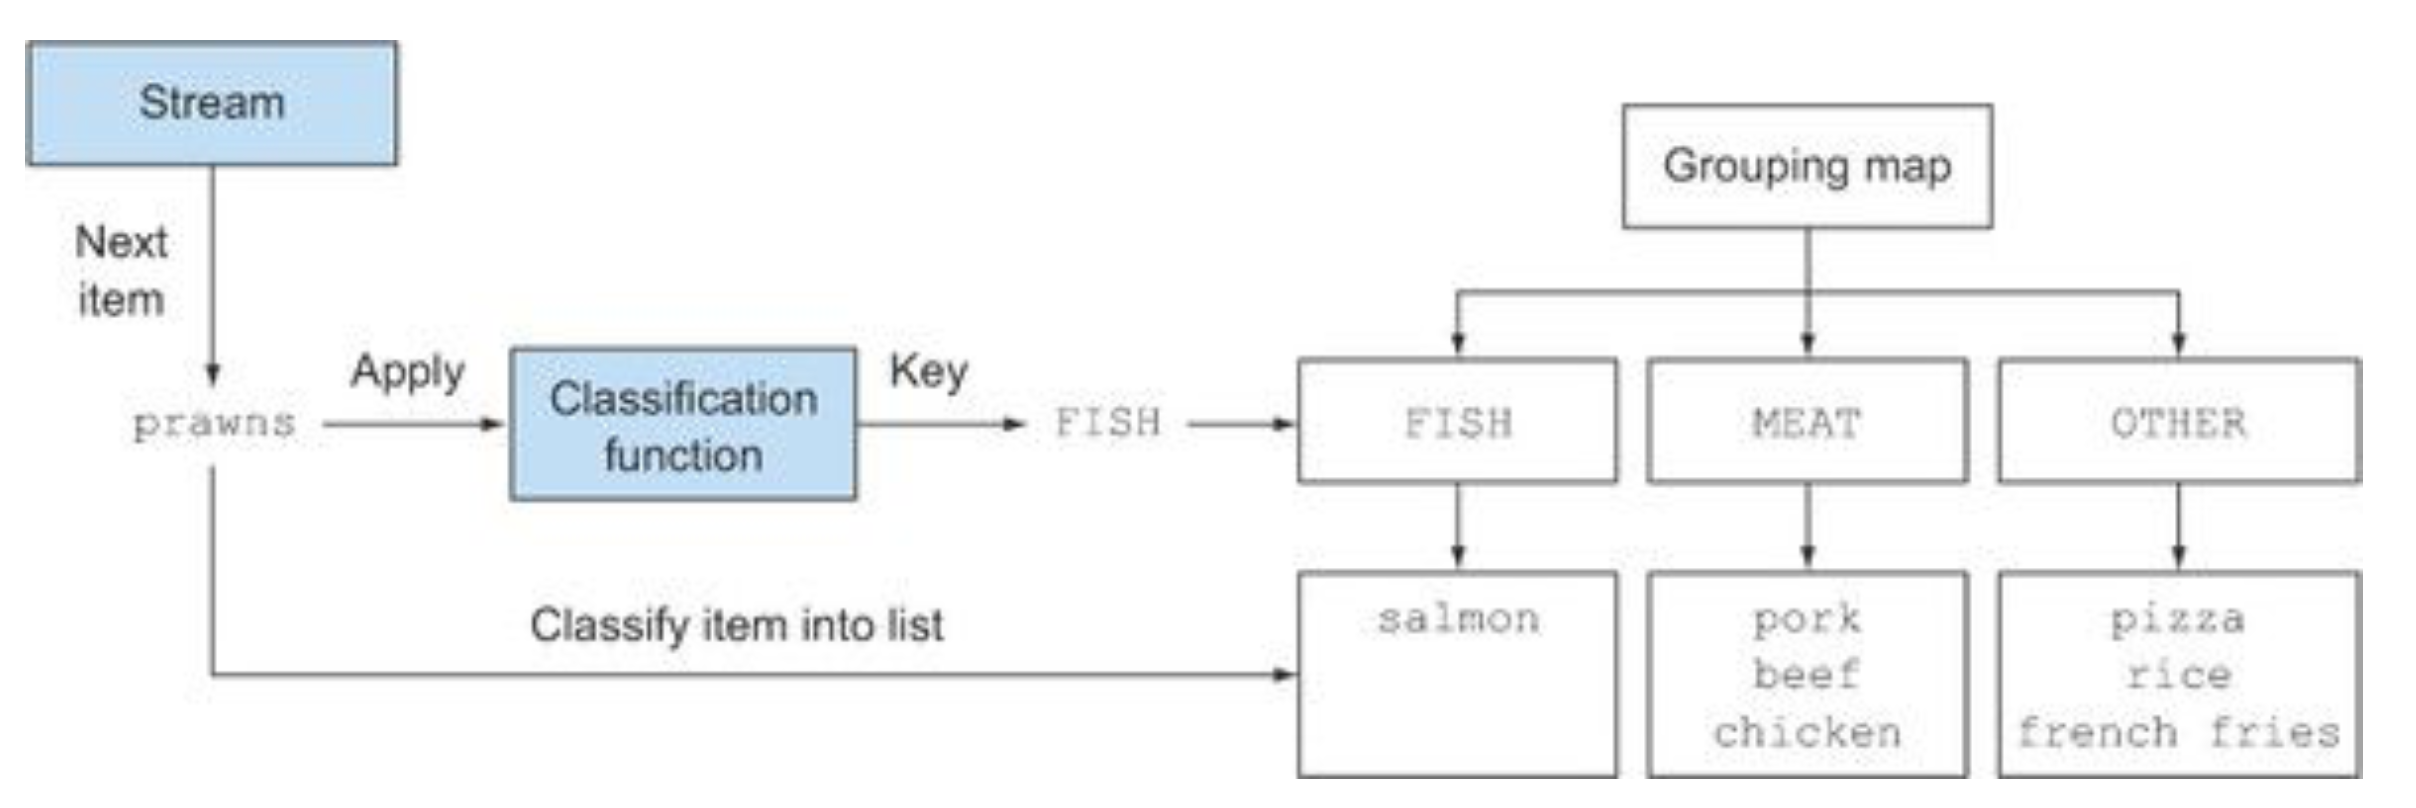 Stream
Grouping map
Next
item
Apply
Key
prawns
Classification
function
FISH
FISH
MEAT
OTHER
Classify item into list
salmon
pork
beef
chicken
pizza
rice
french fries